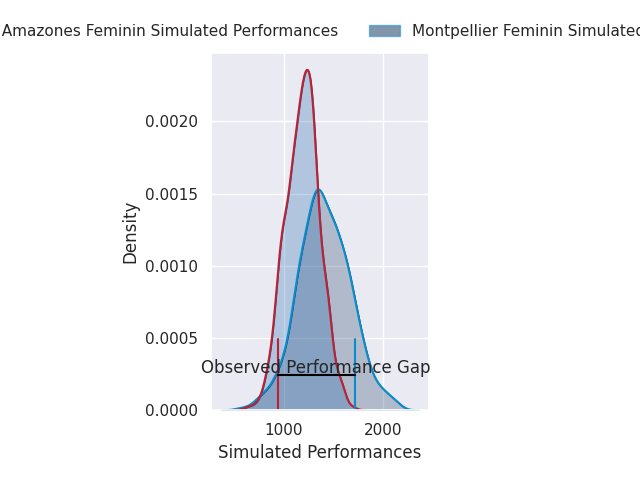 Amazones Feminin Simulated Performances Montpellier Feminin Simulated
0.0020
0.0015
0.0010
0.0005
0.0000
Density
Observed Performance Gap
1000 2000
Simulated Performances